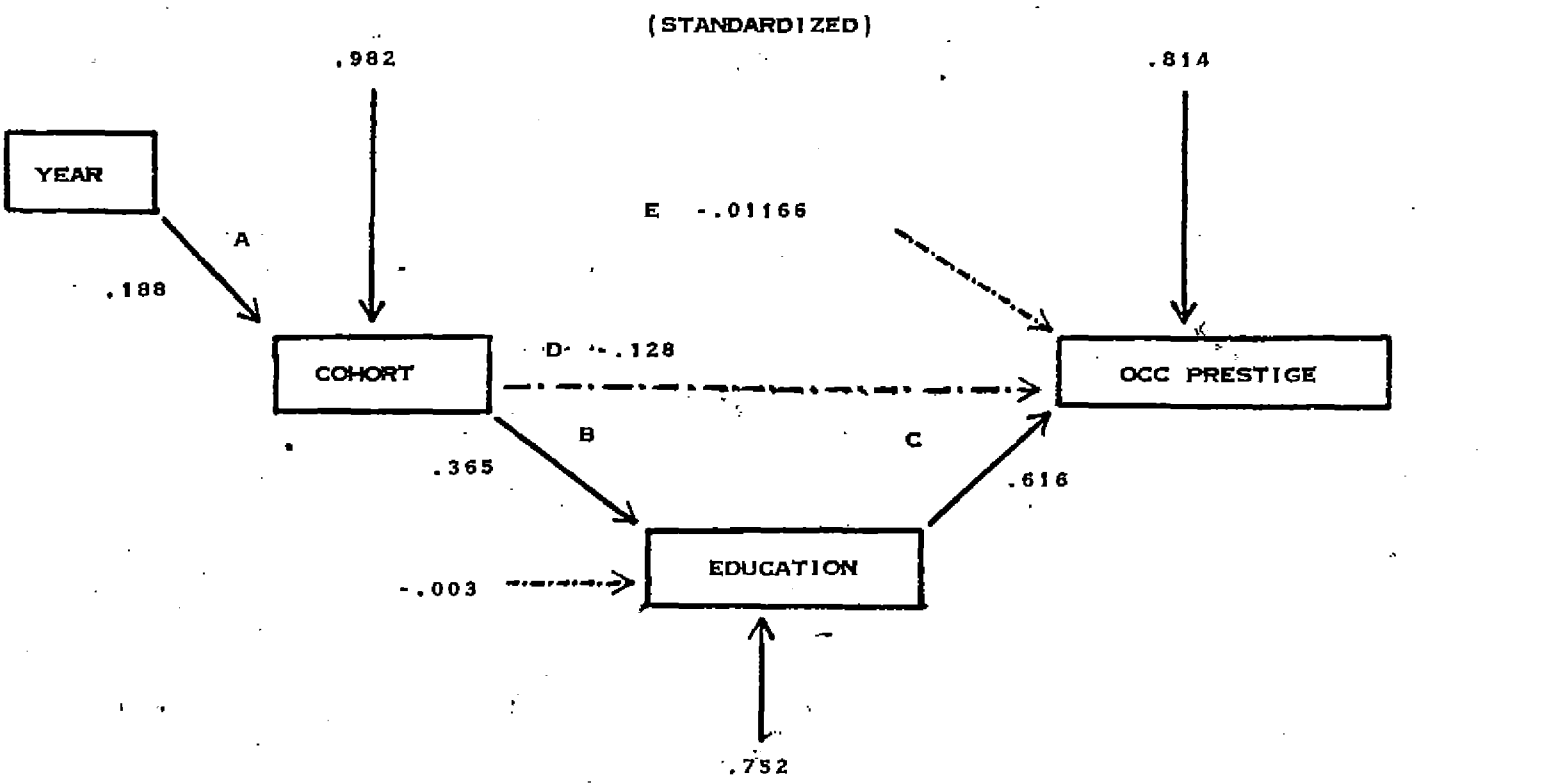 (STANDARDIZED)
.982
.814
YEAR
E -.01166
A
.188
D -.128
COHORT
OCC PRESTIGE
B
C
.365
.616
EDUCATION
-.003
.752